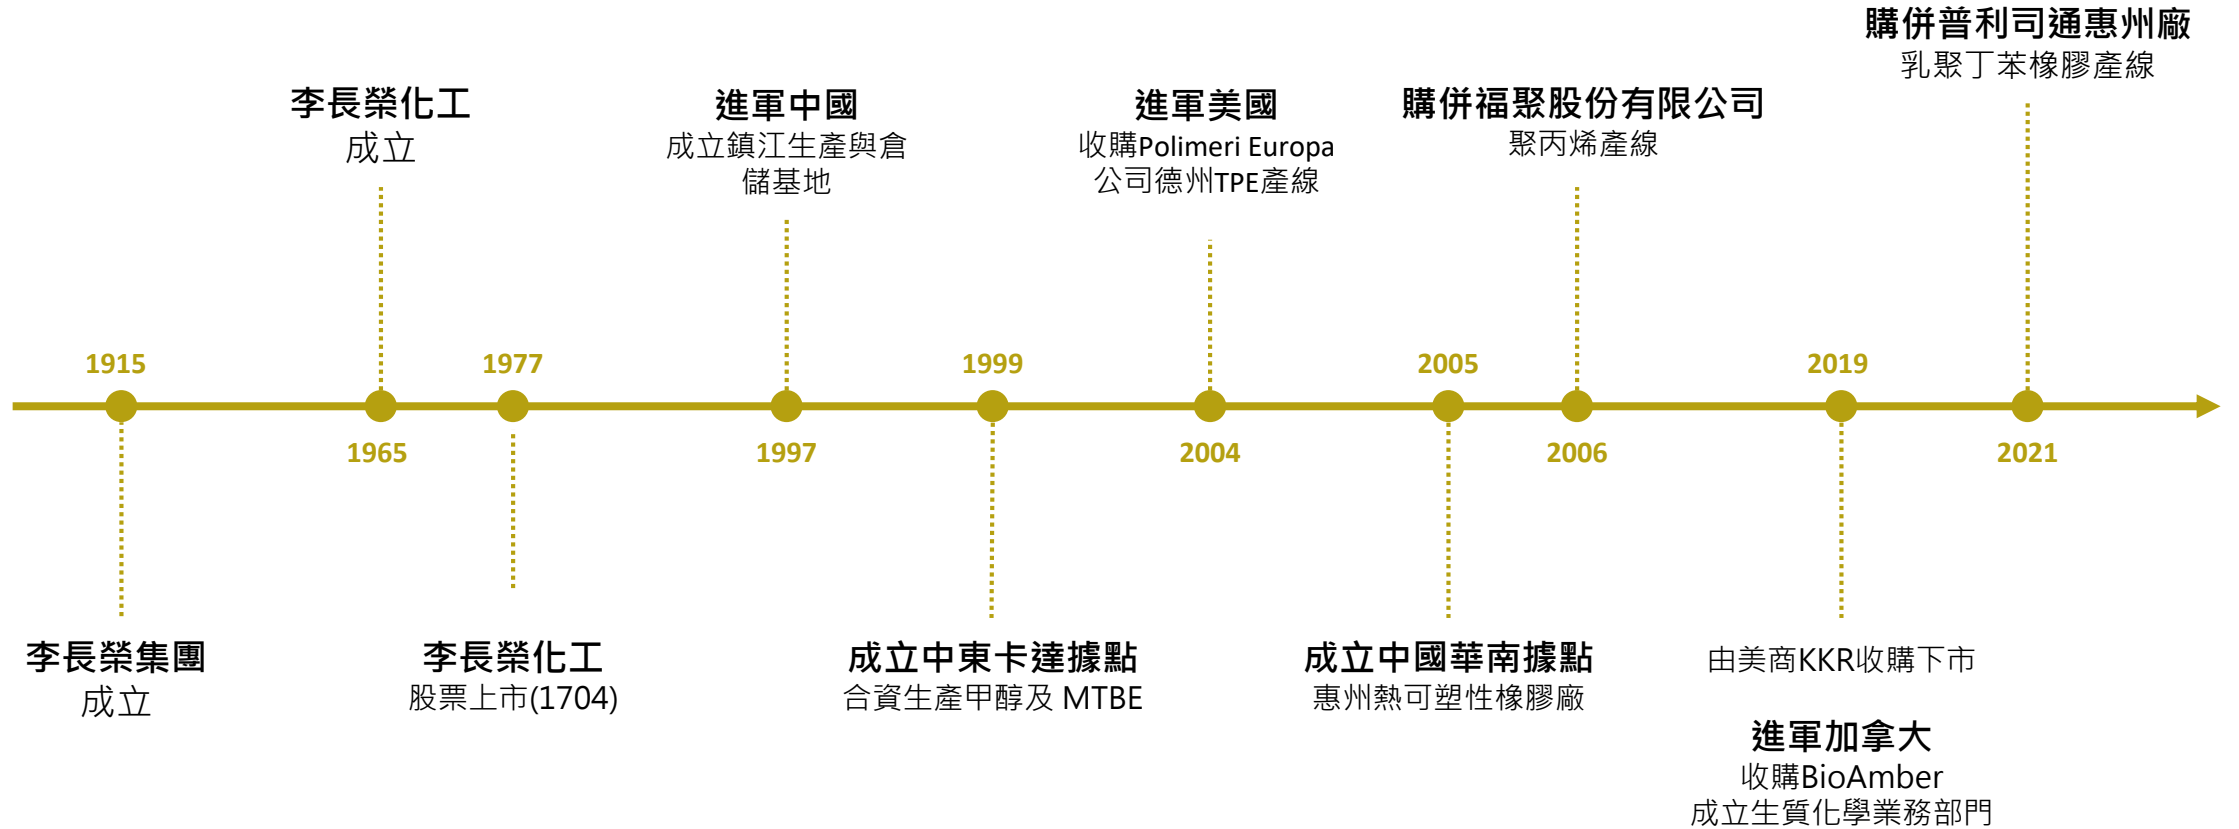 購併普利司通惠州廠
乳聚丁苯橡膠產線
李長榮化工
成立
進軍中國
成立鎮江生產與倉
儲基地
進軍美國
收購Polimeri Europa
公司德州TPE產線
購併福聚股份有限公司
聚丙烯產線
1915
1977
1999
2005
2019
1965
1997
2004
2006
2021
李長榮集團
成立
李長榮化工
股票上市(1704)
成立中東卡達據點
合資生產甲醇及 MTBE
成立中國華南據點
惠州熱可塑性橡膠廠
由美商KKR收購下市
進軍加拿大
收購BioAmber
成立生質化學業務部門